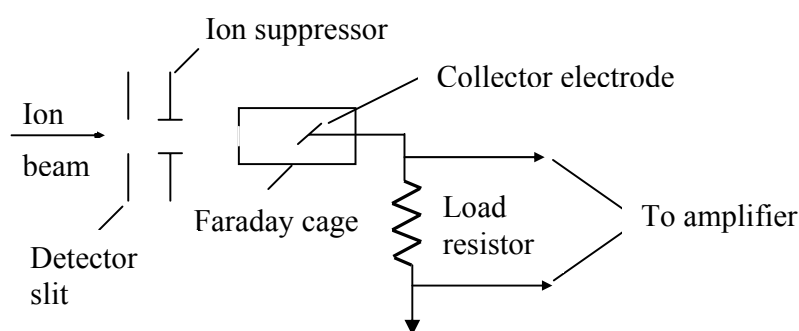 Ion suppressor
Collector electrode
Ion
beam
Faraday cage
Load
resistor
To amplifier
Detector
slit